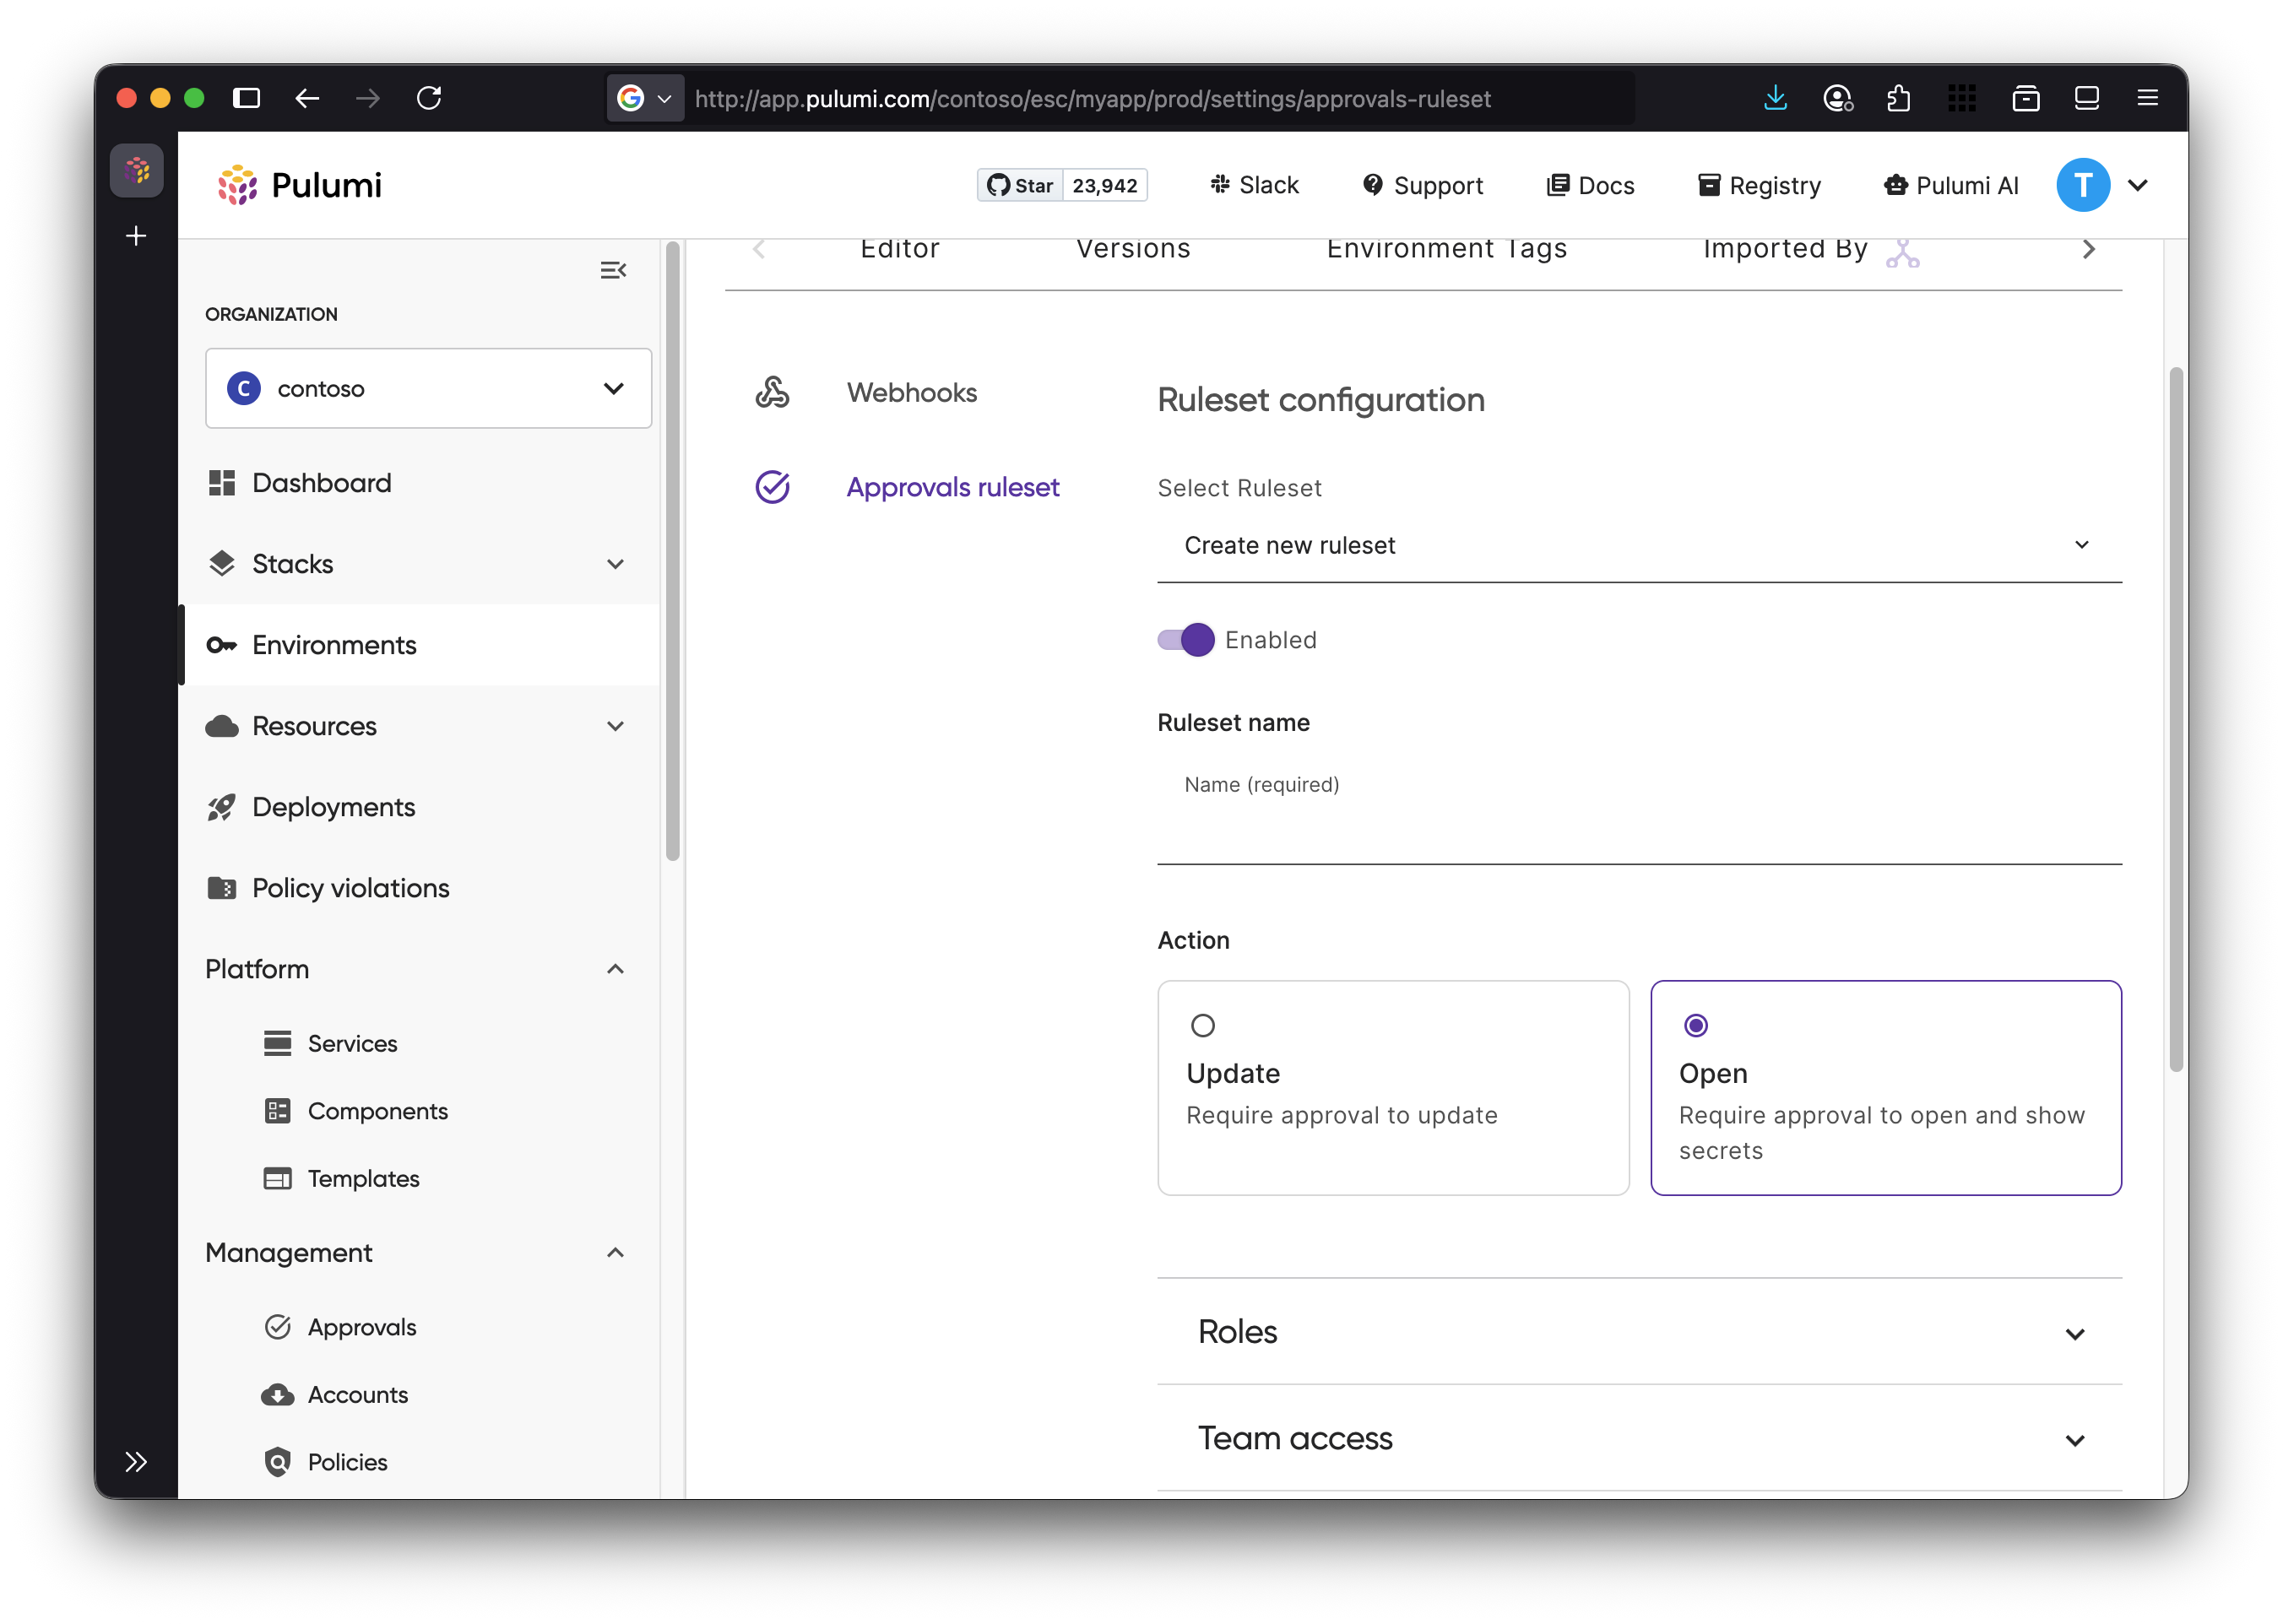 http://app.pulumi.com/contoso/esc/myapp/prod/settings/approvals-ruleset
Pulumi
Star 23,942
Slack
Support
Docs
Registry
Pulumi AI
T
ORGANIZATION
C contoso
Dashboard
Stacks
Environments
Resources
Deployments
Policy violations
Platform
Services
Components
Templates
Management
Approvals
Accounts
Policies
Editor
Versions
Environment Tags
Imported By
Webhooks
Approvals ruleset
Ruleset configuration
Select Ruleset
Create new ruleset
Enabled
Ruleset name
Name (required)
Action
Update
Require approval to update
Open
Require approval to open and show
secrets
Roles
Team access